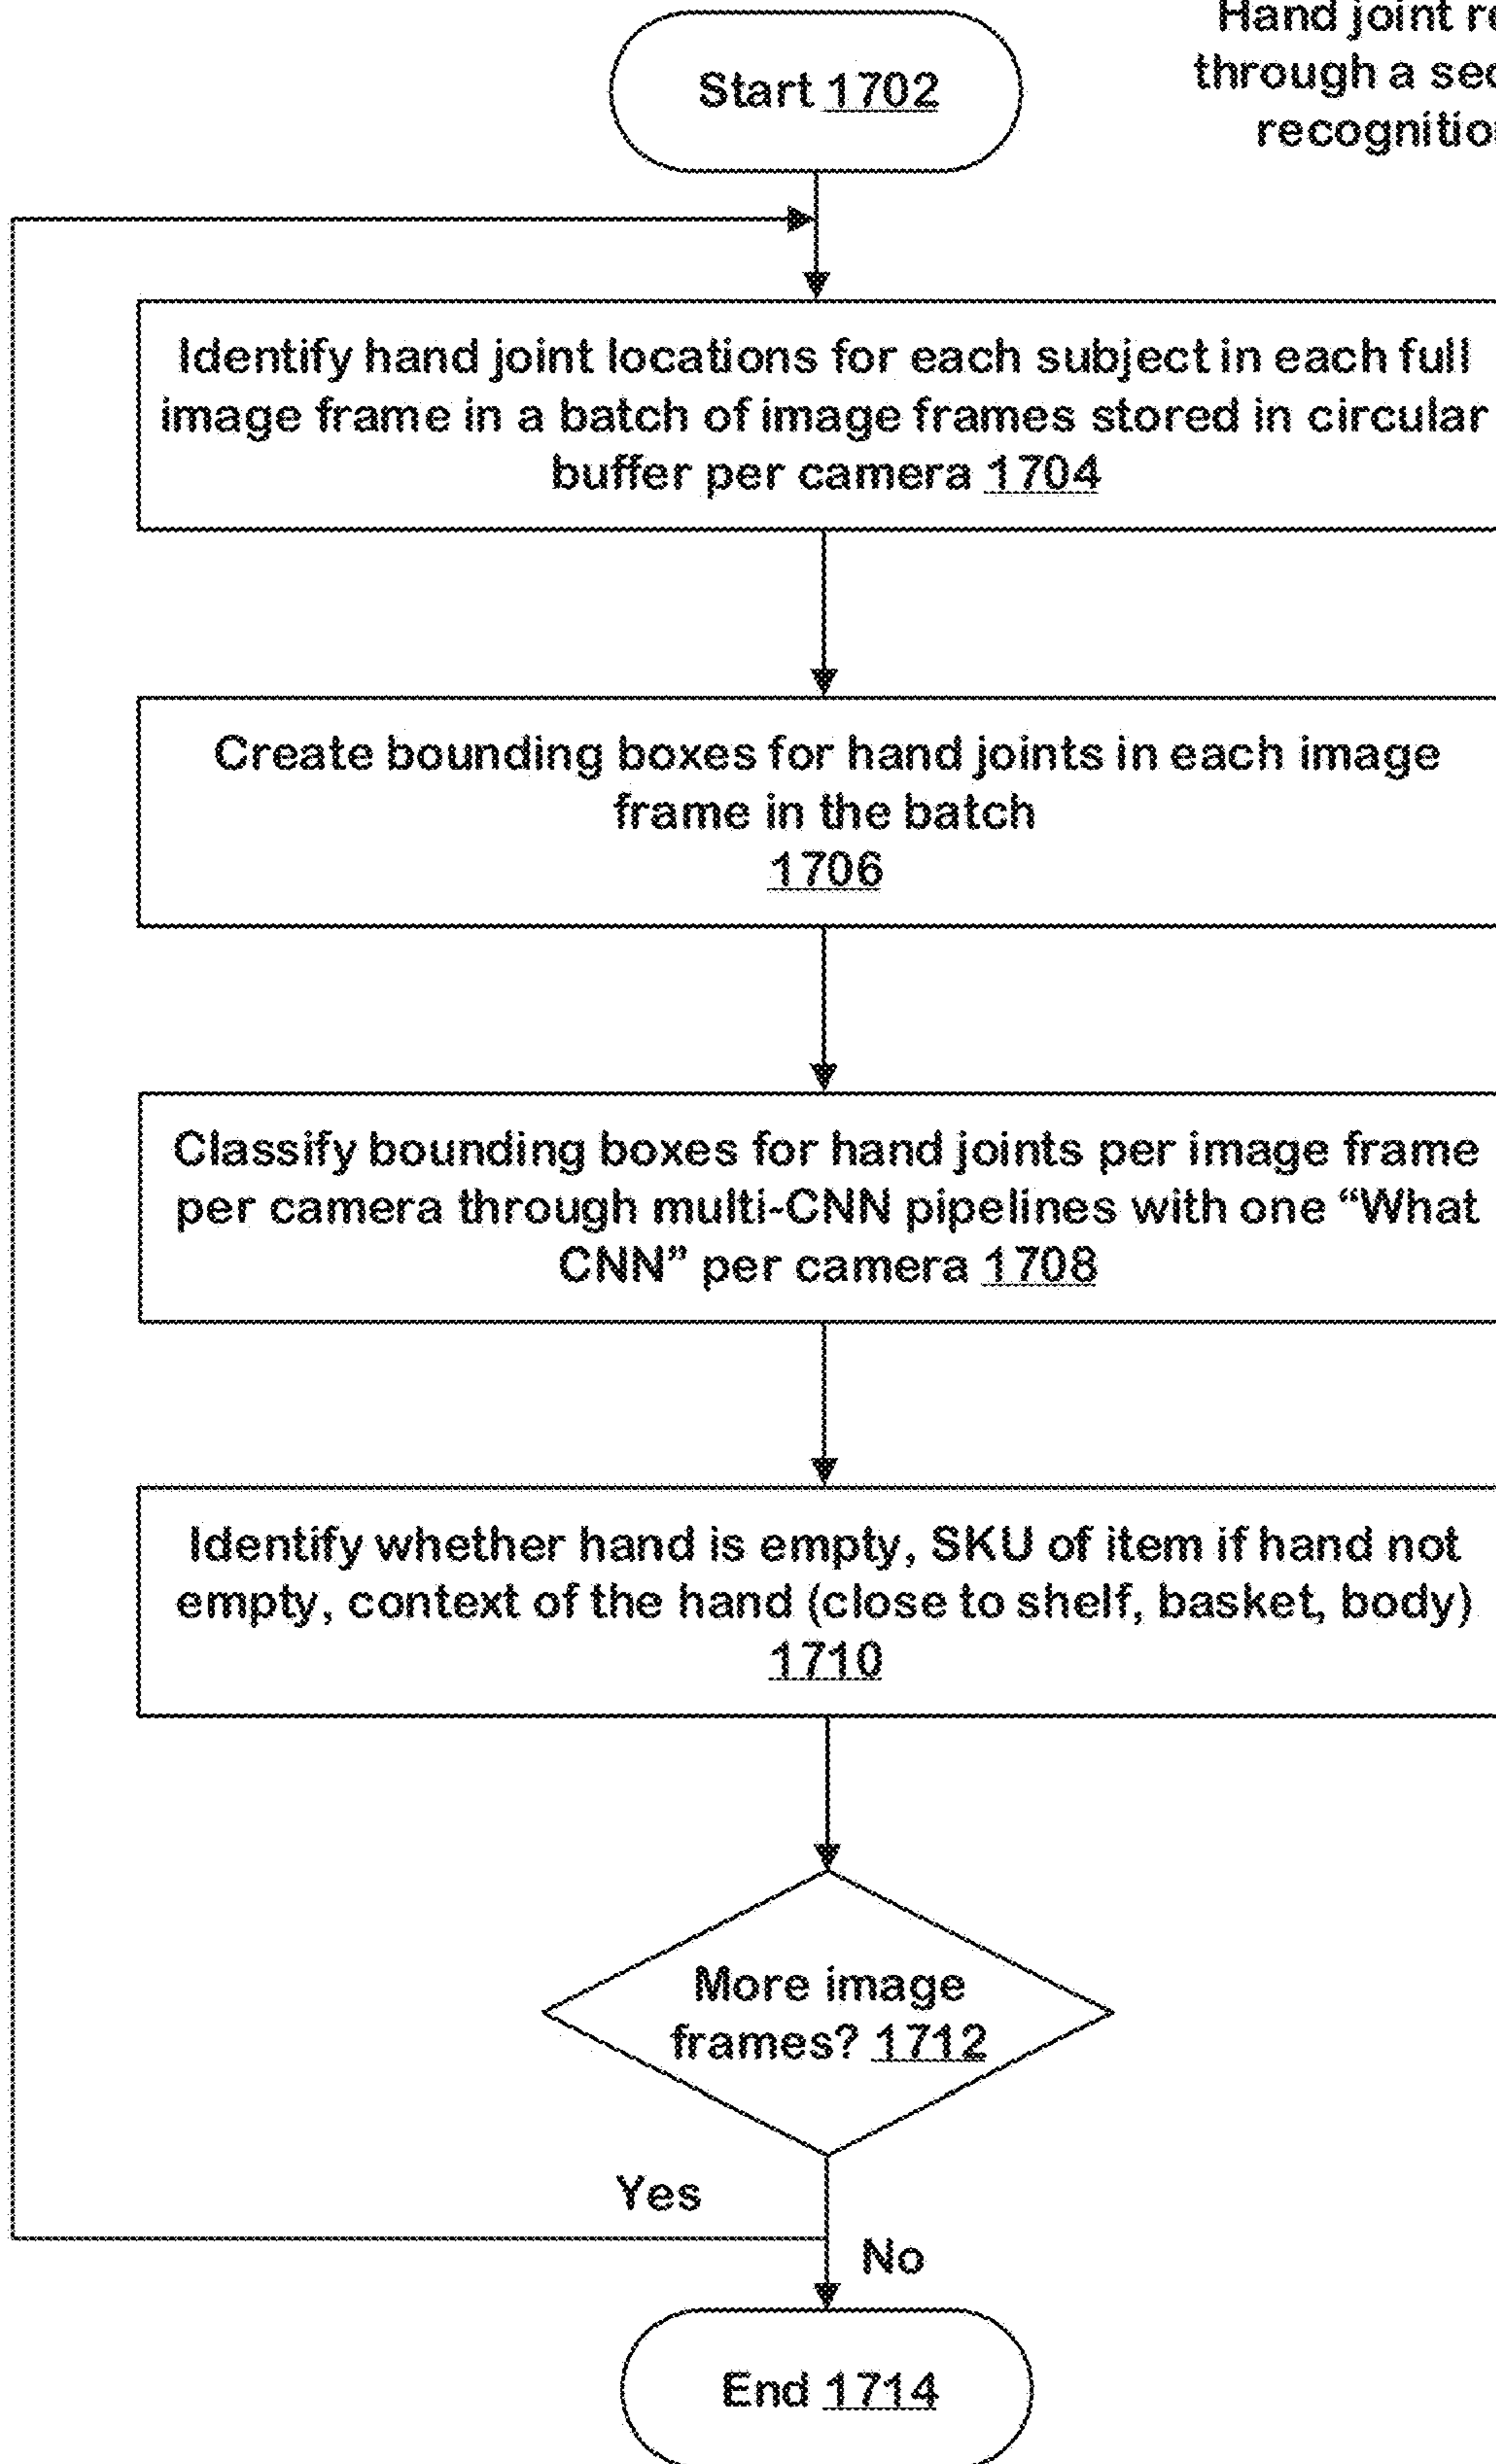 Start 1702
Hand joint
through a
recognition
Identify hand joint locations for each subject in each full
image frame in a batch of image frames stored in circular
buffer per camera 1704
Create bounding boxes for hand joints in each image
frame in the batch
1706
Classify bounding boxes for hand joints per image frame
per camera through multi-CNN pipelines with one “What
CNN” per camera 1708
Identify whether hand is empty, SKU of item if hand not
empty, context of the hand (close to shelf, basket, body)
1710
More image
frames? 1712
Yes
No
End 1714